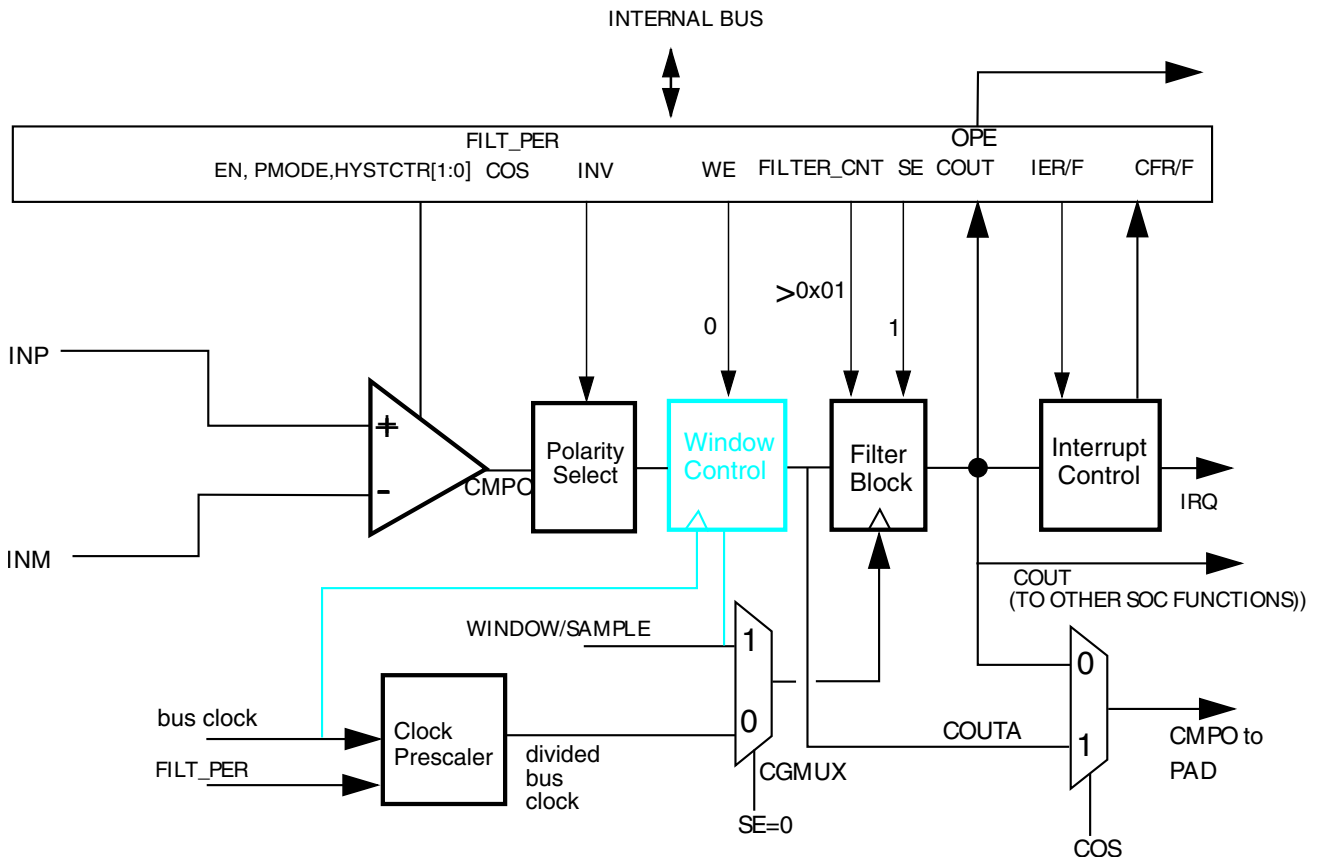 INTERNAL BUS
FILT_PER
OPE
EN, PMODE,HYSTCTR[1:0] COS INV WE FILTER_CNT SE COUT IER/F CFR/F
>0x01
0
1
INP
+
-
CMPO
Polarity
Select
Window
Control
Filter
Block
Interrupt
Control
IRQ
INM
COUT
(TO OTHER SOC FUNCTIONS))
WINDOW/SAMPLE
1
0
0
1
bus clock
FILT_PER
Clock
Prescaler
divided
bus
clock
CGMUX
SE=0
COUTA
CMPO to
PAD
COS